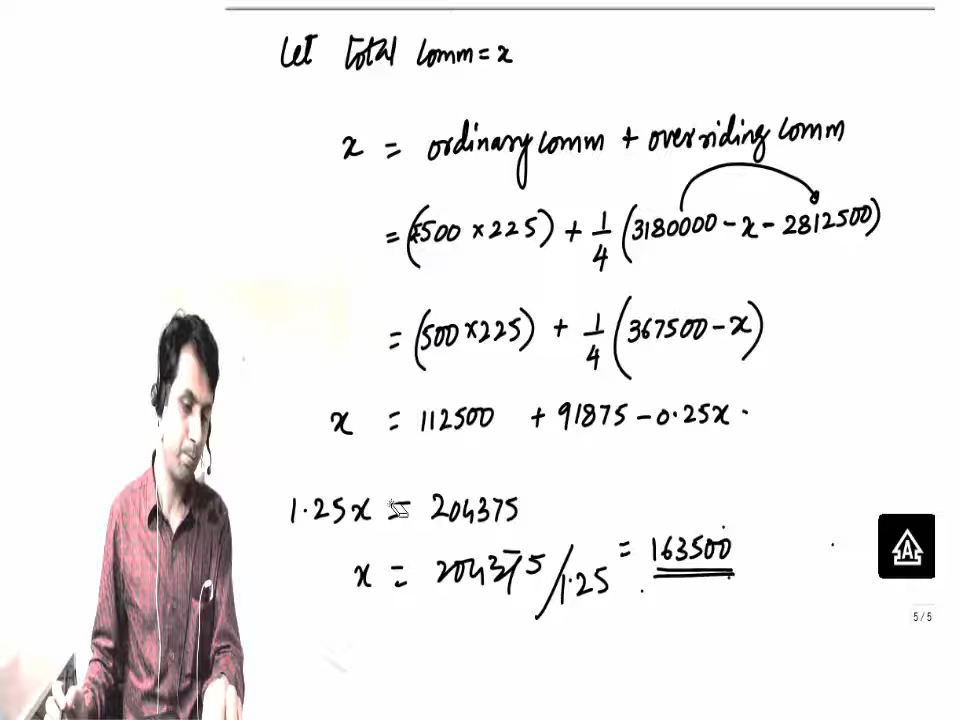 Let total Comm = x
x = ordinary Comm + overriding Comm
= (500 × 225) + 1/4 (3180000 - x - 2812500)
= (500 × 225) + 1/4 (367500 - x)
x = 112500 + 91875 - 0.25x
1.25x = 204375
x = 204375/1.25 = 163500
A
5/5